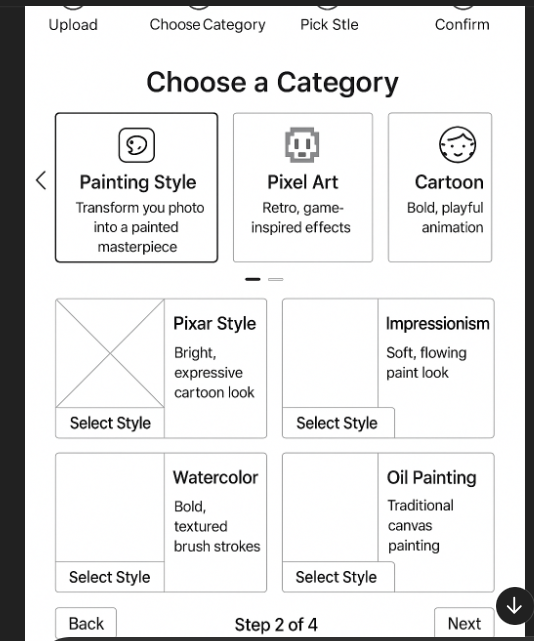 Upload
Choose Category
Pick Stle
Confirm
Choose a Category
Painting Style
Transform you photo
into a painted
masterpiece
Pixel Art
Retro, game-
inspired effects
Cartoon
Bold, playful
animation
Pixar Style
Bright,
expressive
cartoon look
Select Style
Impressionism
Soft, flowing
paint look
Select Style
Watercolor
Bold,
textured
brush strokes
Select Style
Oil Painting
Traditional
canvas
painting
Select Style
Back
Step 2 of 4
Next